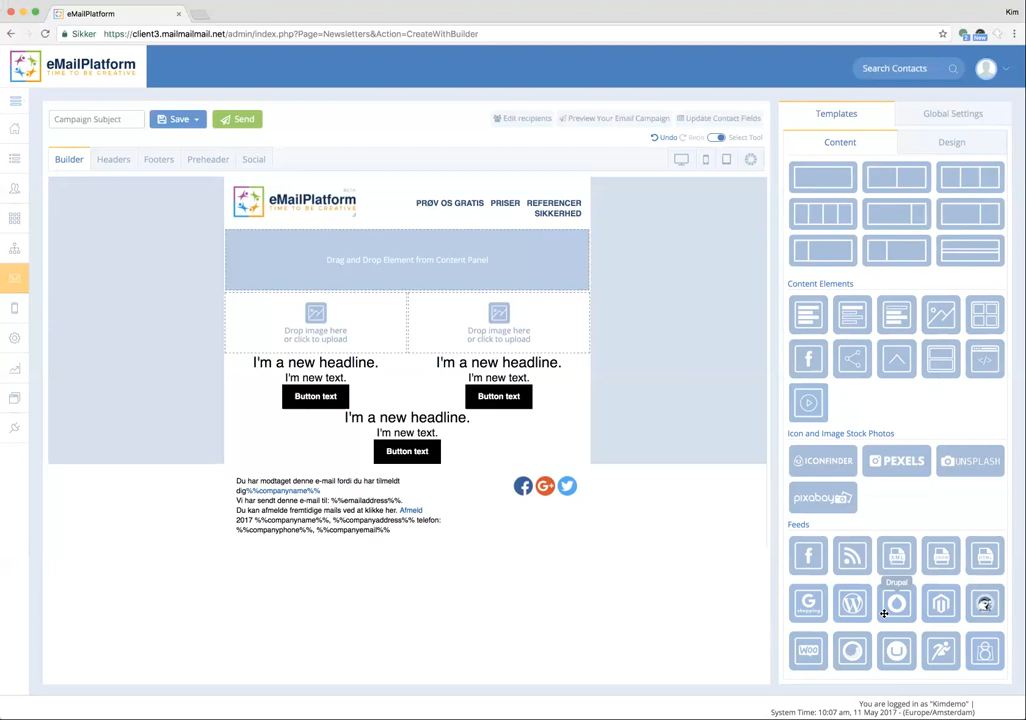 eMailPlatform
Kim
Sikker
https://client3.mailmailmail.net/admin/index.php?Page=Newsletters&Action=CreateWithBuilder
New
eMailPlatform
TIME TO BE CREATIVE
Search Contacts
Campaign Subject
Save
Send
Edit recipients
Preview Your Email Campaign
Update Contact Fields
Undo
Redo
Select Tool
Builder
Headers
Footers
Preheader
Social
BETA
eMailPlatform
TIME TO BE CREATIVE
PRØV OS GRATIS PRISER REFERENCER
SIKKERHED
Drag and Drop Element from Content Panel
Drop image here
or click to upload
Drop image here
or click to upload
I'm a new headline.
I'm new text.
Button text
I'm a new headline.
I'm new text.
Button text
I'm a new headline.
I'm new text.
Button text
Du har modtaget denne e-mail fordi du har tilmeldt
dig%%companyname%%
Vi har sendt denne e-mail til: %%emailaddress%%.
Du kan afmelde fremtidige mails ved at klikke her. Afmeld
2017 %%companyname%%, %%companyaddress%% telefon:
%%companyphone%%, %%companyemail%%
Templates
Global Settings
Content
Design
Content Elements
Icon and Image Stock Photos
ICONFINDER
PEXELS
UNSPLASH
pixabay
Feeds
XML
JSON
HTML
Drupal
G
shopping
WOO
You are logged in as "Kimdemo" |
System Time: 10:07 am, 11 May 2017 - (Europe/Amsterdam) |